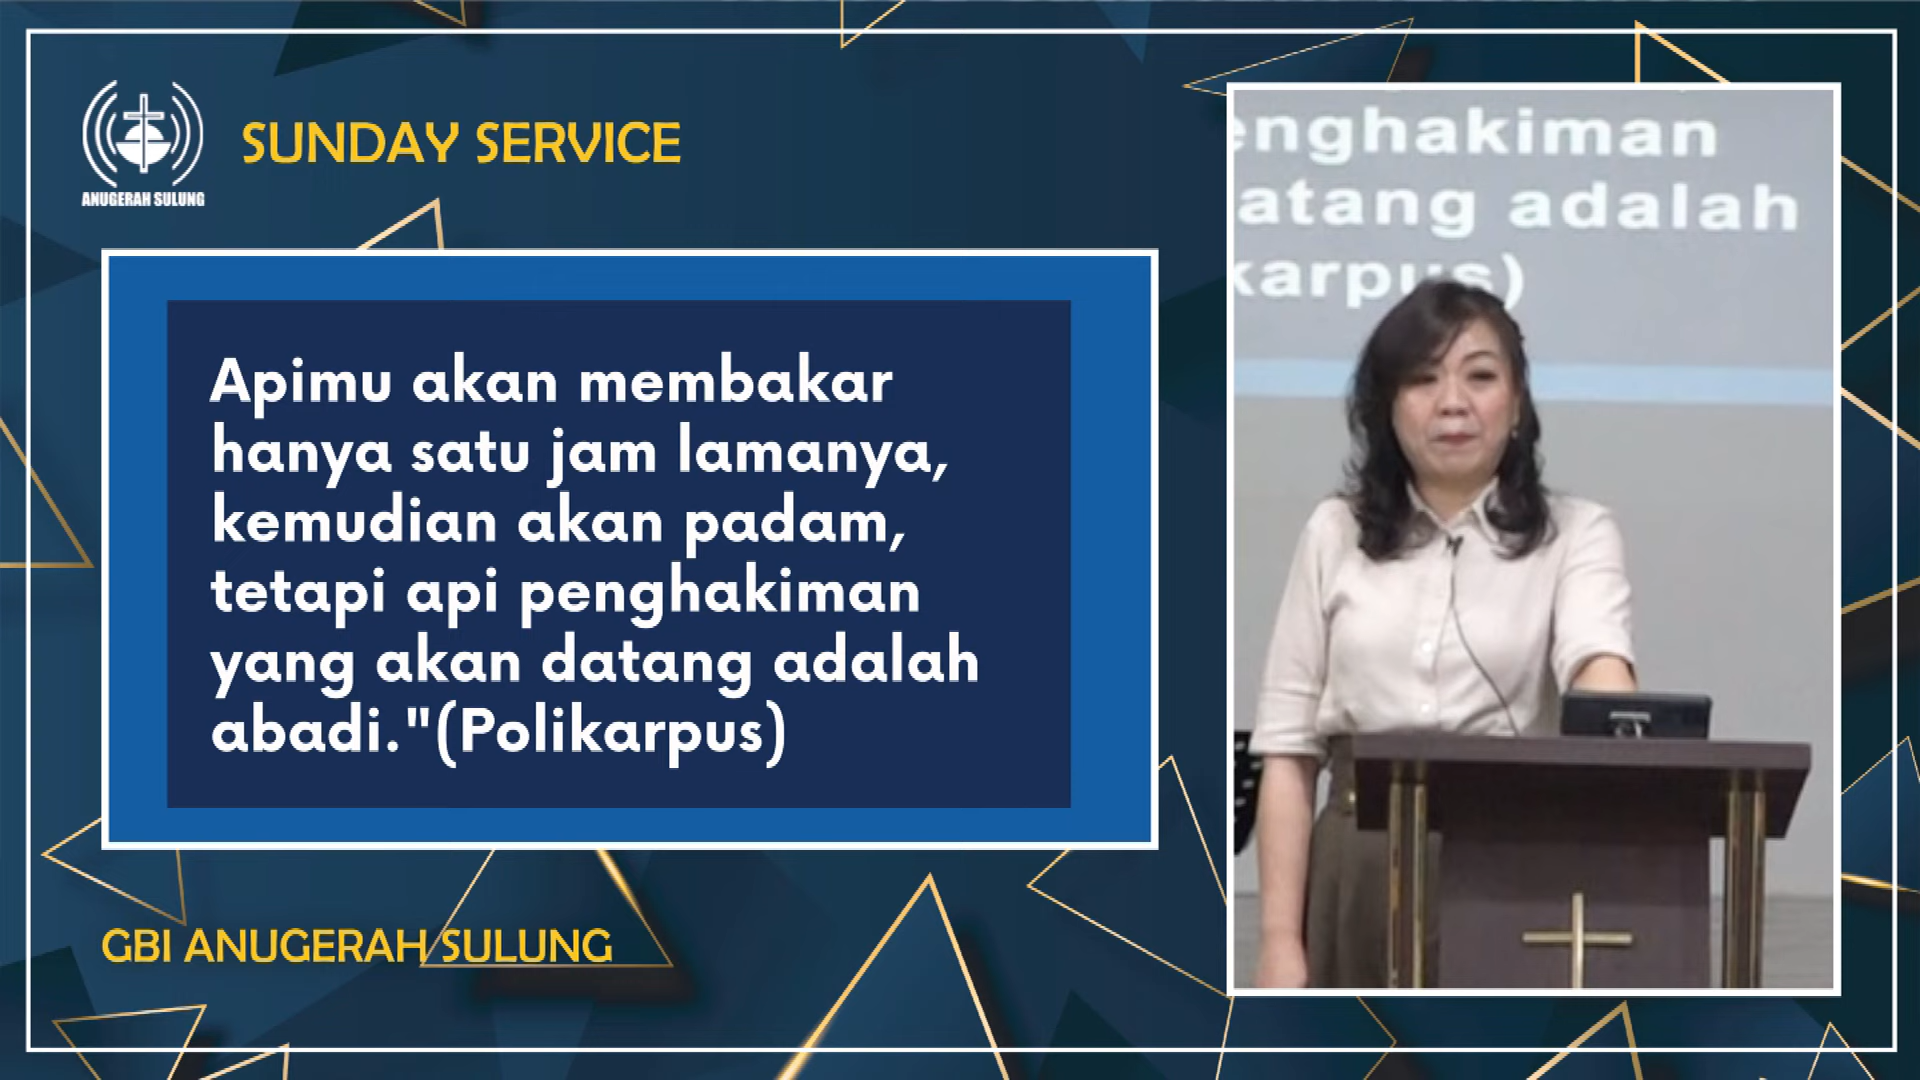 ANUGERAH SULUNG
SUNDAY SERVICE
Apimu akan membakar
hanya satu jam lamanya,
kemudian akan padam,
tetapi api penghakiman
yang akan datang adalah
abadi."(Polikarpus)
GBI ANUGERAH SULUNG
enghakiman
atang adalah
karpus)